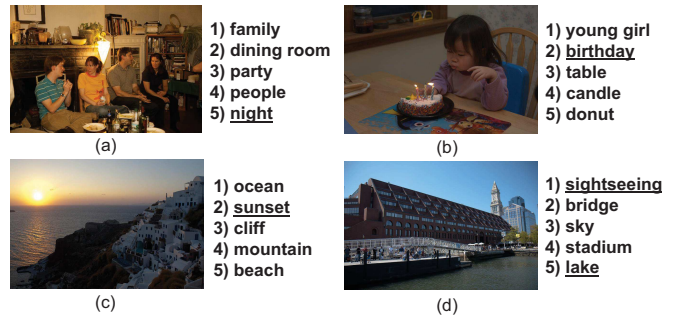 1) family
2) dining room
3) party
4) people
5) night
(a)
1) young girl
2) birthday
3) table
4) candle
5) donut
(b)
1) ocean
2) sunset
3) cliff
4) mountain
5) beach
(c)
1) sightseeing
2) bridge
3) sky
4) stadium
5) lake
(d)